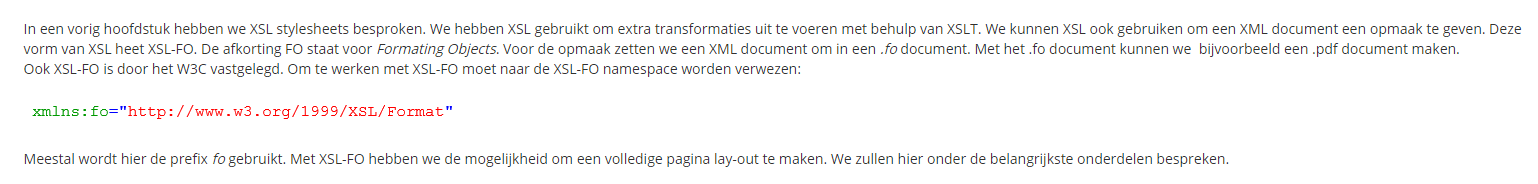 In een vorig hoofdstuk hebben we XSL stylesheets besproken. We hebben XSL gebruikt om extra transformaties uit te voeren met behulp van XSLT. We kunnen XSL ook gebruiken om een XML document een opmaak te geven. Deze
vorm van XSL heet XSL-FO. De afkorting FO staat voor Formating Objects. Voor de opmaak zetten we een XML document om in een .fo document. Met het .fo document kunnen we bijvoorbeeld een .pdf document maken.
Ook XSL-FO is door het W3C vastgelegd. Om te werken met XSL-FO moet naar de XSL-FO namespace worden verwezen:
xmlns:fo="http://www.w3.org/1999/XSL/Format"
Meestal wordt hier de prefix fo gebruikt. Met XSL-FO hebben we de mogelijkheid om een volledige pagina lay-out te maken. We zullen hier onder de belangrijkste onderdelen bespreken.